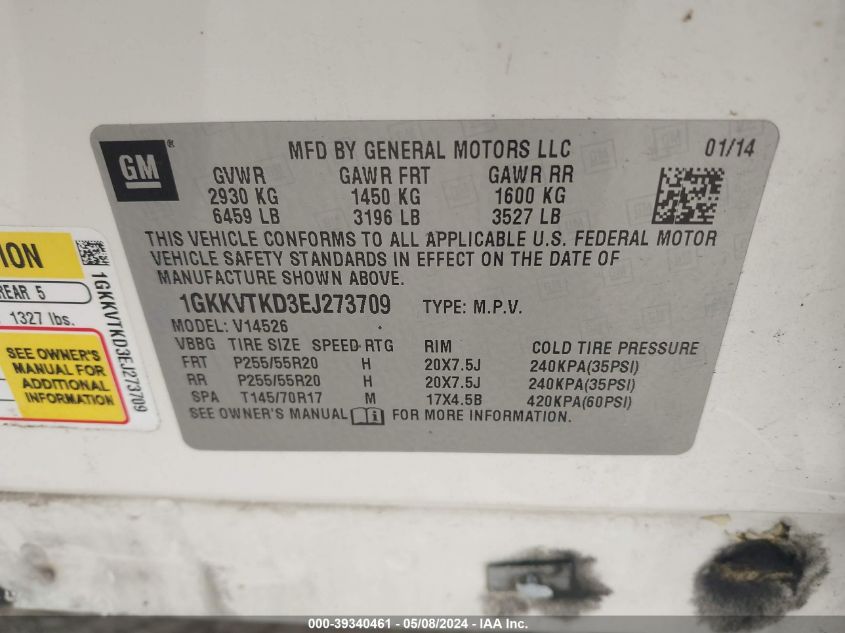 GM
MFD BY GENERAL MOTORS LLC 01/14
GVWR GAWR FRT GAWR RR
2930 KG 1450 KG 1600 KG
6459 LB 3196 LB 3527 LB
THIS VEHICLE CONFORMS TO ALL APPLICABLE U.S. FEDERAL MOTOR
VEHICLE SAFETY STANDARDS IN EFFECT ON THE DATE OF
MANUFACTURE SHOWN ABOVE.
1GKKVTKD3EJ273709 TYPE: M.P.V.
MODEL: V14526
VBBG TIRE SIZE SPEED RTG RIM COLD TIRE PRESSURE
FRT P255/55R20 H 20X7.5J 240KPA(35PSI)
RR P255/55R20 H 20X7.5J 240KPA(35PSI)
SPA T145/70R17 M 17X4.5B 420KPA(60PSI)
SEE OWNER'S MANUAL FOR MORE INFORMATION.
REAR 5
1327 lbs.
SEE OWNER'S
MANUAL FOR
ADDITIONAL
INFORMATION
1GKKVTKD3EJ273709
000-39340461 - 05/08/2024 - IAA Inc.